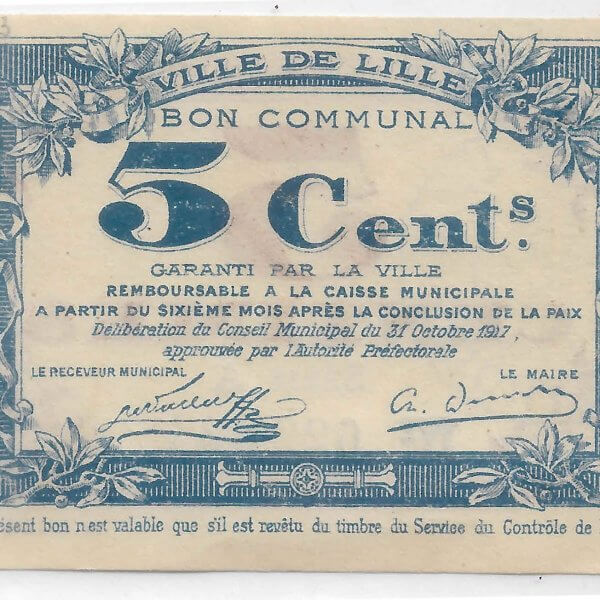 VILLE DE LILLE
BON COMMUNAL
5 Cent.s
GARANTI PAR LA VILLE
REMBOURSABLE A LA CAISSE MUNICIPALE
A PARTIR DU SIXIÈME MOIS APRÈS LA CONCLUSION DE LA PAIX
Délibération du Conseil Municipal du 31 Octobre 1917,
approuvée par l'Autorité Préfectorale
LE RECEVEUR MUNICIPAL LE MAIRE
ésent bon n'est valable que s'il est revêtu du timbre du Service du Contrôle de